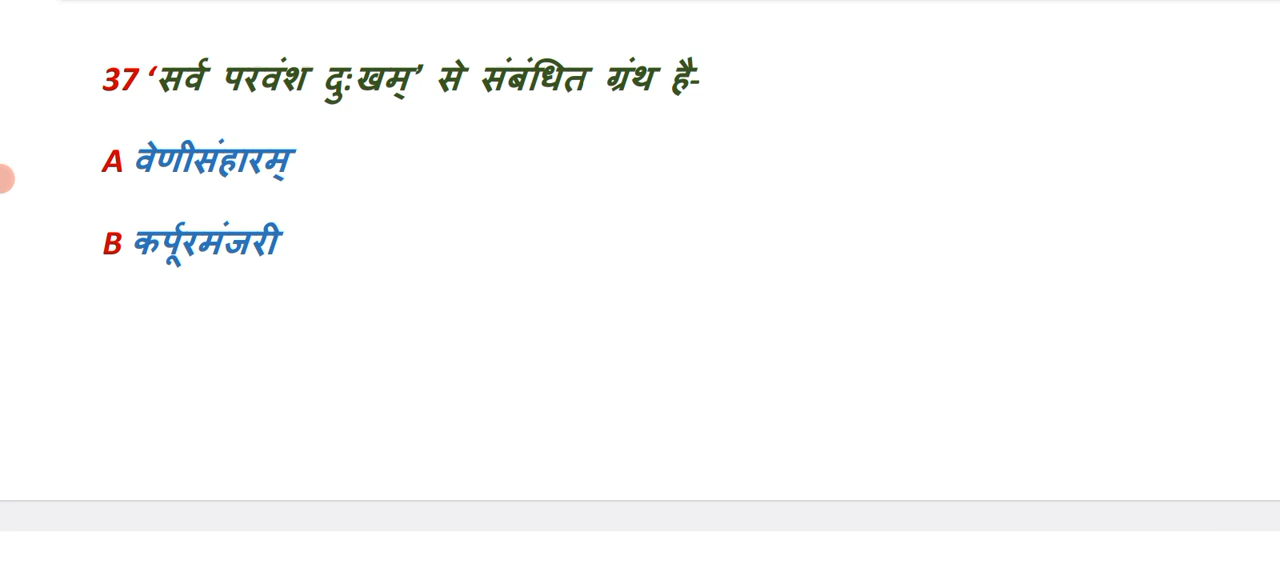 37 ‘सर्व परवंश दु:खम्’ से संबंधित ग्रंथ है-
A वेणीसंहारम्
B कर्पूरमंजरी